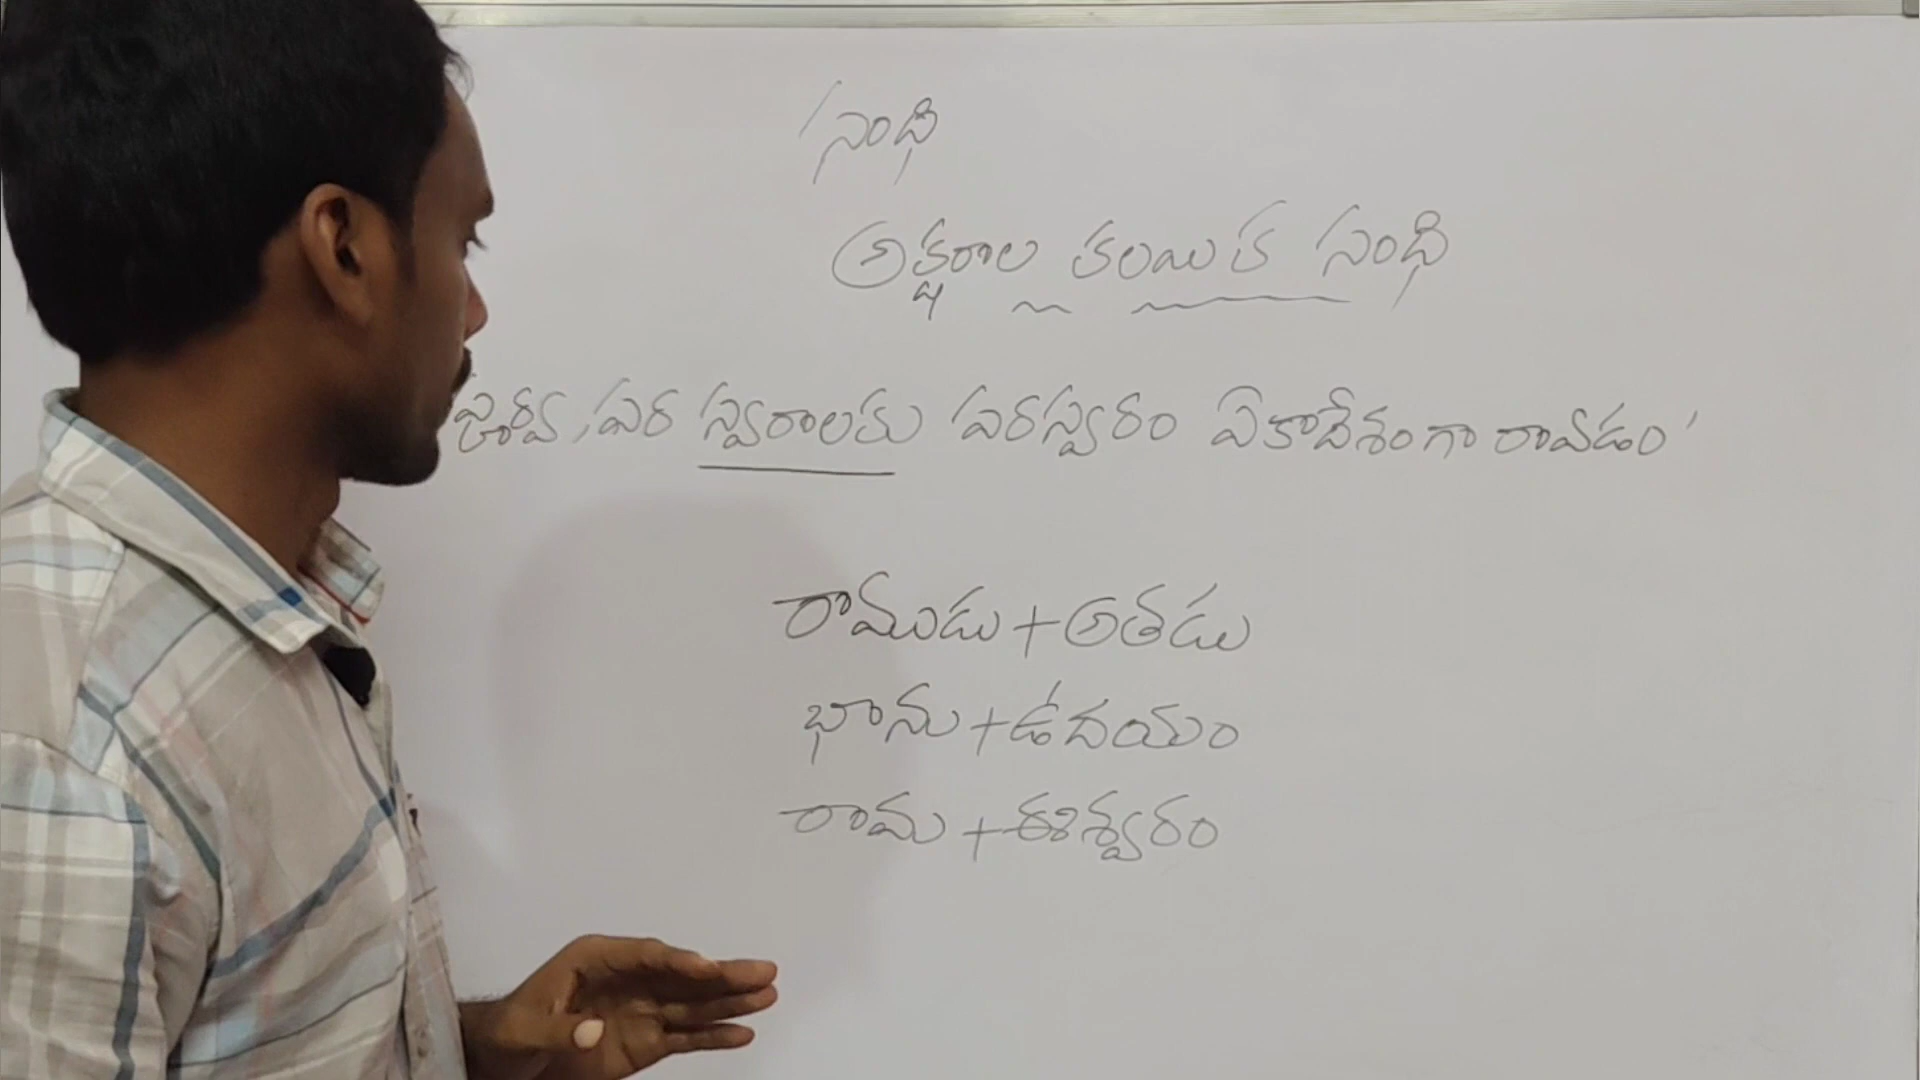 సంధి
అక్షరాల కలయిక సంధి
పూర్వ, పర స్వరాలకు పరస్వరం ఏకాదేశంగా రావడం'
రాముడు + అతడు
భాను + ఉదయం
రామ + ఈశ్వరం